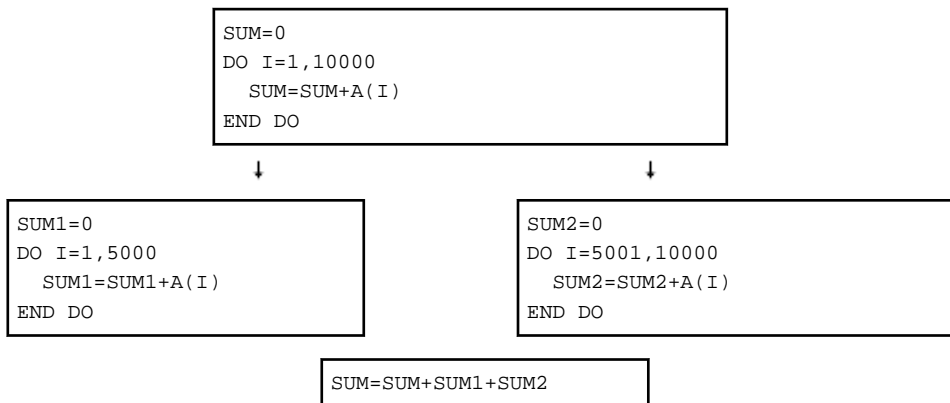 SUM=0
DO I=1,10000
  SUM=SUM+A(I)
END DO
SUM1=0
DO I=1,5000
  SUM1=SUM1+A(I)
END DO
SUM2=0
DO I=5001,10000
  SUM2=SUM2+A(I)
END DO
SUM=SUM+SUM1+SUM2